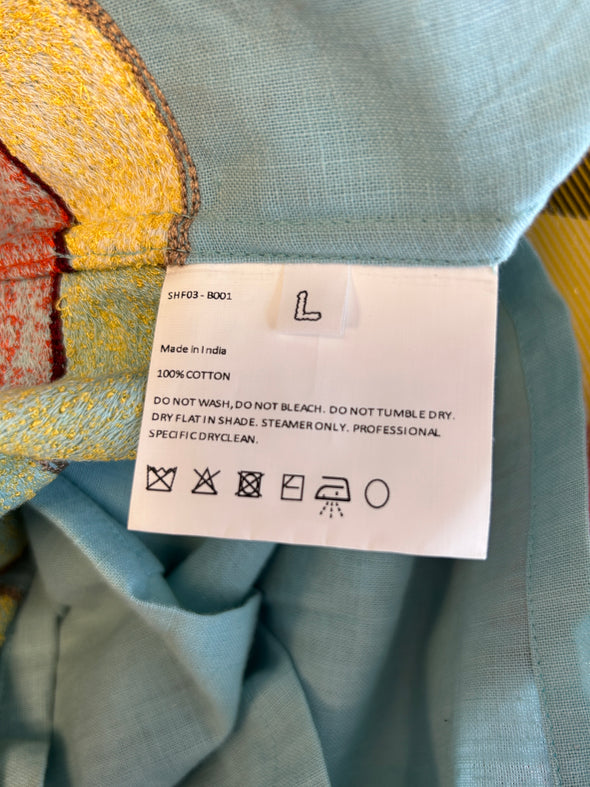 SHF03 - B001
L
Made in India
100% COTTON
DO NOT WASH, DO NOT BLEACH. DO NOT TUMBLE DRY.
DRY FLAT IN SHADE. STEAMER ONLY. PROFESSIONAL
SPECIFIC DRYCLEAN.